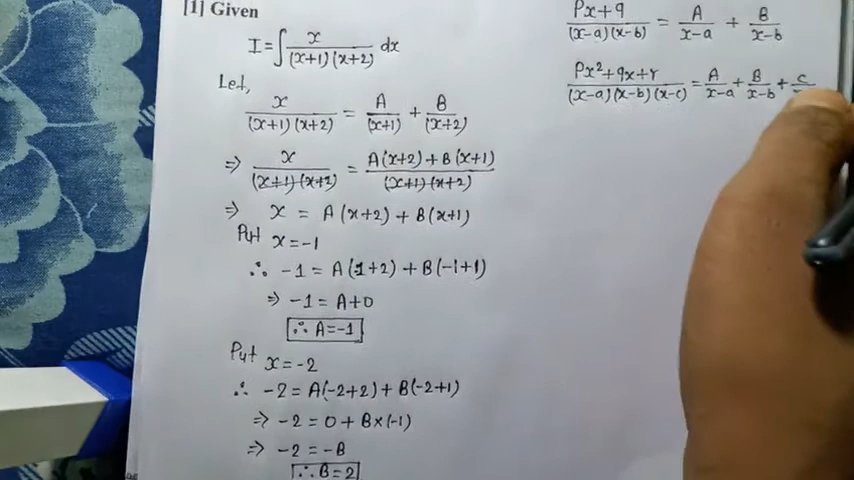 [1] Given
I = ∫ x/((x+1)(x+2)) dx
Let,
x/((x+1)(x+2)) = A/(x+1) + B/(x+2)
⇒ x/((x+1)(x+2)) = (A(x+2) + B(x+1))/((x+1)(x+2))
⇒ x = A(x+2) + B(x+1)
Put x = -1
∴ -1 = A(1+2) + B(-1+1)
⇒ -1 = A+0
∴ A = -1
Put x = -2
∴ -2 = A(-2+2) + B(-2+1)
⇒ -2 = 0 + B×(-1)
⇒ -2 = -B
∴ B = 2
(Px+q)/((x-a)(x-b)) = A/(x-a) + B/(x-b)
(Px²+qx+r)/((x-a)(x-b)(x-c)) = A/(x-a) + B/(x-b) + C/